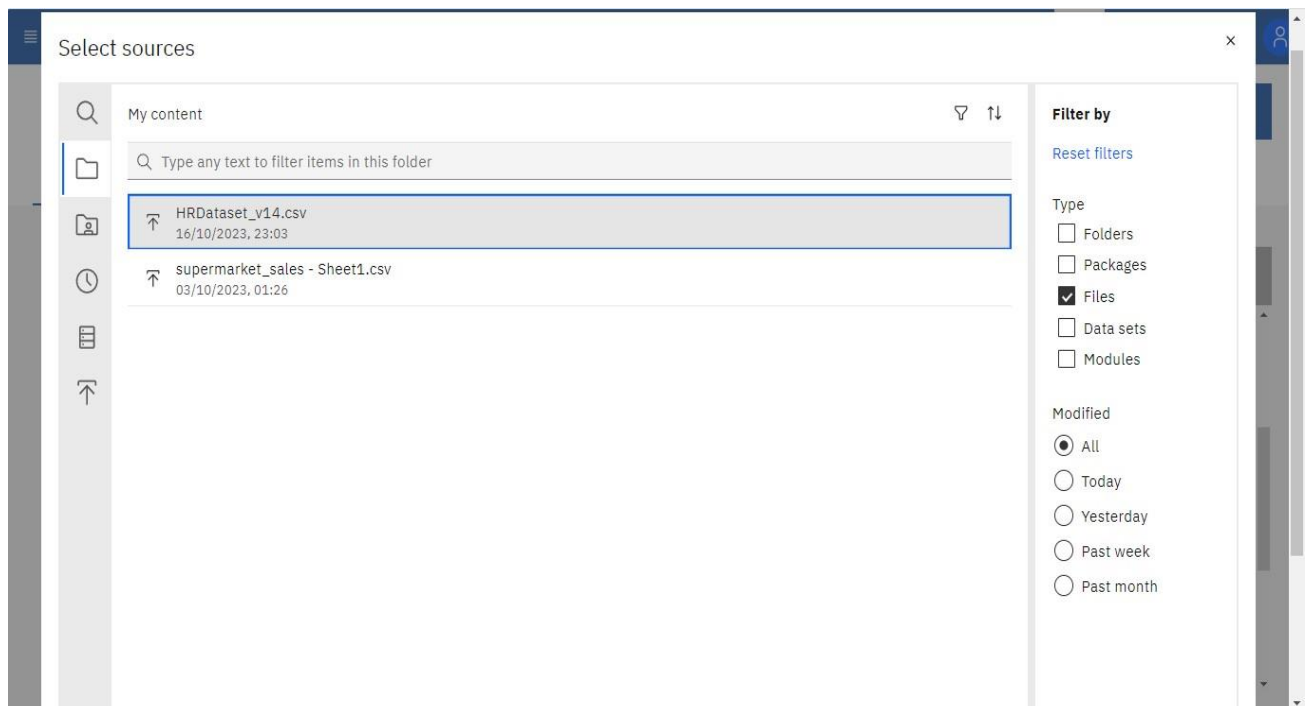 Select sources
My content
Type any text to filter items in this folder
HRDataset_v14.csv
16/10/2023, 23:03
supermarket_sales - Sheet1.csv
03/10/2023, 01:26
Filter by
Reset filters
Type
Folders
Packages
Files
Data sets
Modules
Modified
All
Today
Yesterday
Past week
Past month